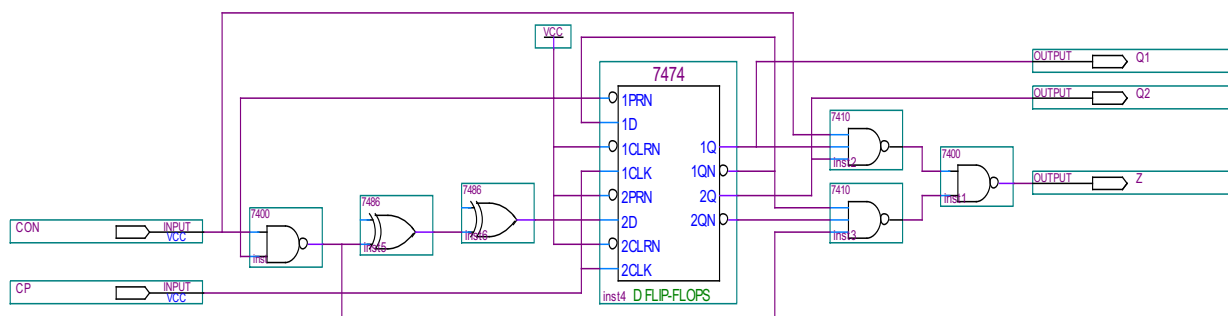 VCC
7474
1PRN
1D
1CLRN
1CLK
2PRN
2D
2CLRN
2CLK
1Q
1QN
2Q
2QN
inst4
D FLIP-FLOPS
CON
INPUT
VCC
CP
INPUT
VCC
7400
inst
7486
inst5
7486
inst6
7410
inst2
7410
inst3
7400
inst1
OUTPUT
Q1
OUTPUT
Q2
OUTPUT
Z